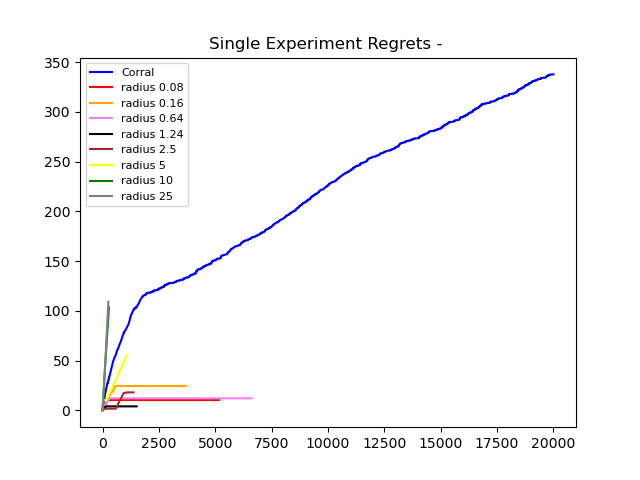 Single Experiment Regrets -
350
300
250
200
150
100
50
0
Corral
radius 0.08
radius 0.16
radius 0.64
radius 1.24
radius 2.5
radius 5
radius 10
radius 25
0 2500 5000 7500 10000 12500 15000 17500 20000